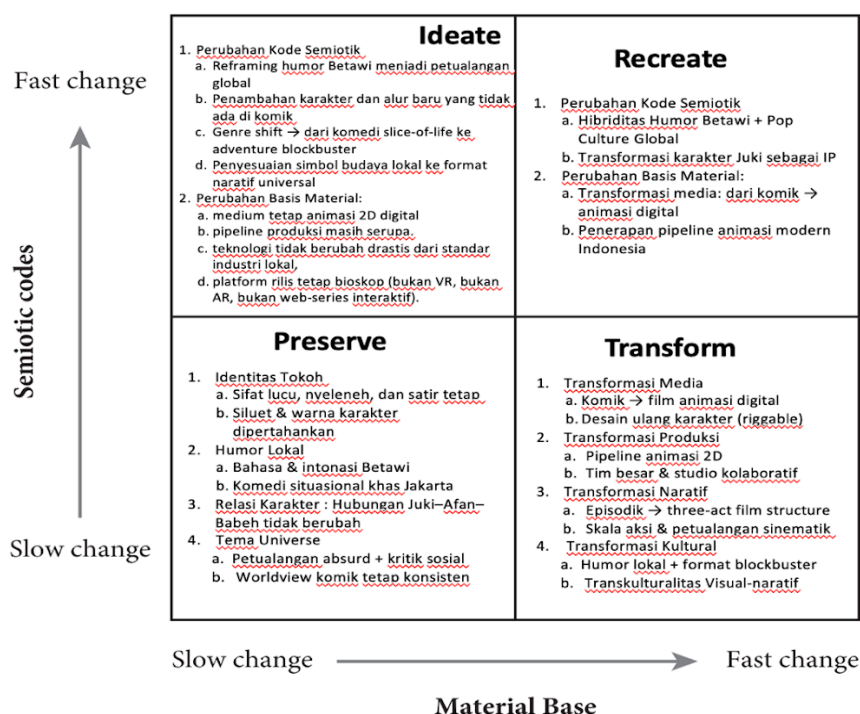 Ideate
1. Perubahan Kode Semiotik
a. Reframing humor Betawi menjadi petualangan
global
b. Penambahan karakter dan alur baru yang tidak
ada di komik
c. Genre shift → dari komedi slice-of-life ke
adventure blockbuster
d. Penyesuaian simbol budaya lokal ke format
naratif universal
2. Perubahan Basis Material:
a. medium tetap animasi 2D digital
b. pipeline produksi masih serupa.
c. teknologi tidak berubah drastis dari standar
industri lokal,
d. platform rilis tetap bioskop (bukan VR, bukan
AR, bukan web-series interaktif).
Recreate
1. Perubahan Kode Semiotik
a. Hibriditas Humor Betawi + Pop
Culture Global
b. Transformasi karakter Juki sebagai IP
2. Perubahan Basis Material:
a. Transformasi media: dari komik →
animasi digital
b. Penerapan pipeline animasi modern
Indonesia
Preserve
1. Identitas Tokoh
a. Sifat lucu, nyeleneh, dan satir tetap
b. Siluet & warna karakter
dipertahankan
2. Humor Lokal
a. Bahasa & intonasi Betawi
b. Komedi situasional khas Jakarta
3. Relasi Karakter : Hubungan Juki–Afan–
Babeh tidak berubah
4. Tema Universe
a. Petualangan absurd + kritik sosial
b. Worldview komik tetap konsisten
Transform
1. Transformasi Media
a. Komik → film animasi digital
b. Desain ulang karakter (riggable)
2. Transformasi Produksi
a. Pipeline animasi 2D
b. Tim besar & studio kolaboratif
3. Transformasi Naratif
a. Episodik → three-act film structure
b. Skala aksi & petualangan sinematik
4. Transformasi Kultural
a. Humor lokal + format blockbuster
b. Transkulturalitas Visual-naratif
Fast change
Semiotic codes
Slow change
Slow change
Fast change
Material Base